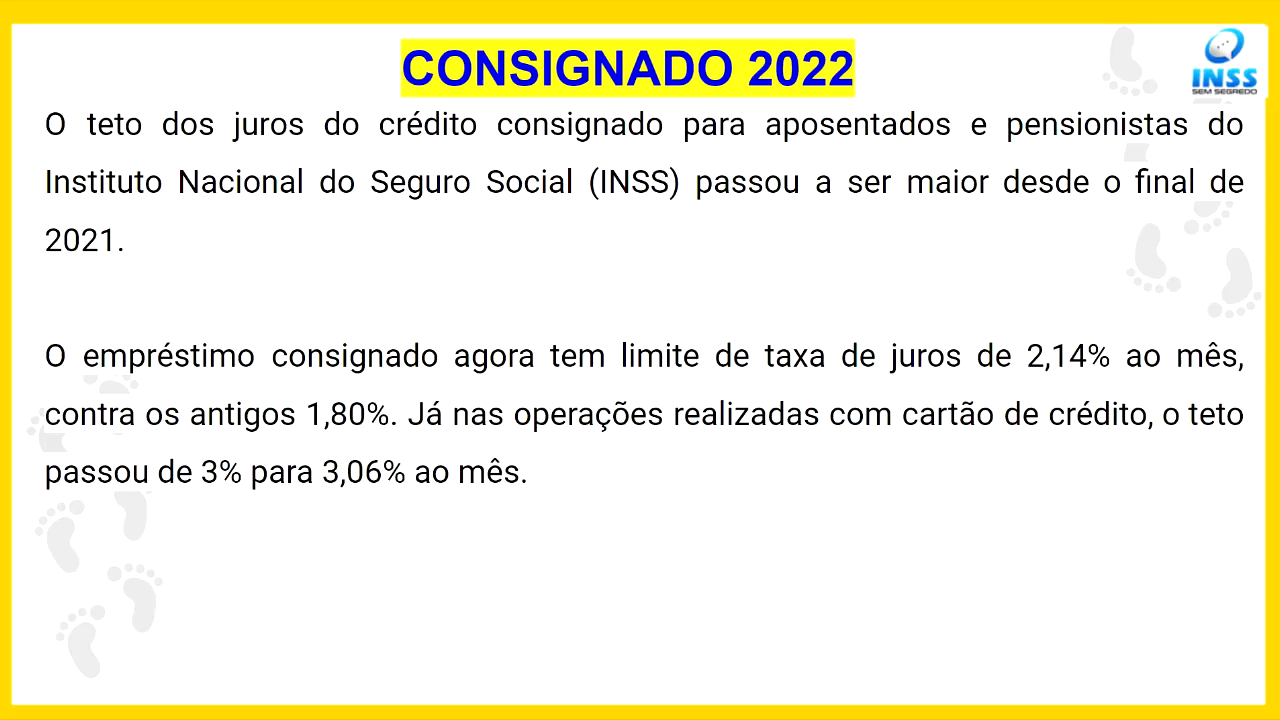 CONSIGNADO 2022
INSS
SEM SEGREDO
O teto dos juros do crédito consignado para aposentados e pensionistas do
Instituto Nacional do Seguro Social (INSS) passou a ser maior desde o final de
2021.
O empréstimo consignado agora tem limite de taxa de juros de 2,14% ao mês,
contra os antigos 1,80%. Já nas operações realizadas com cartão de crédito, o teto
passou de 3% para 3,06% ao mês.